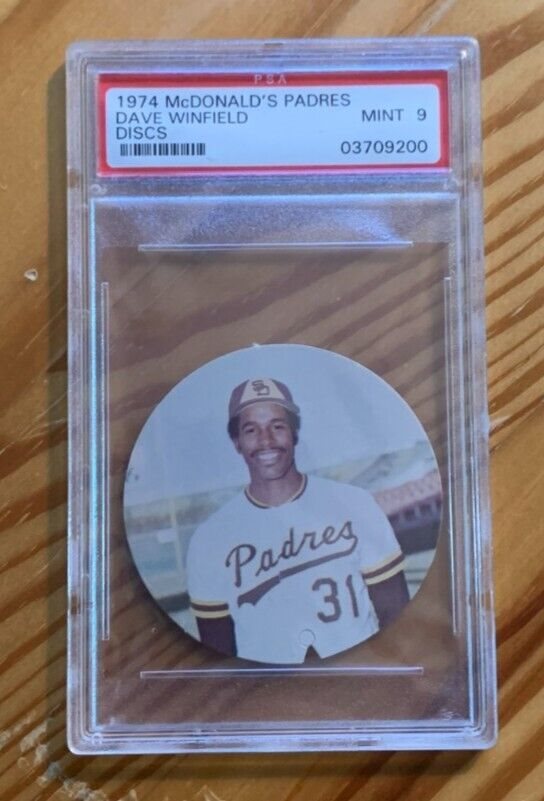 PSA
1974 McDONALD'S PADRES
DAVE WINFIELD MINT 9
DISCS
03709200
SD
Padres
31